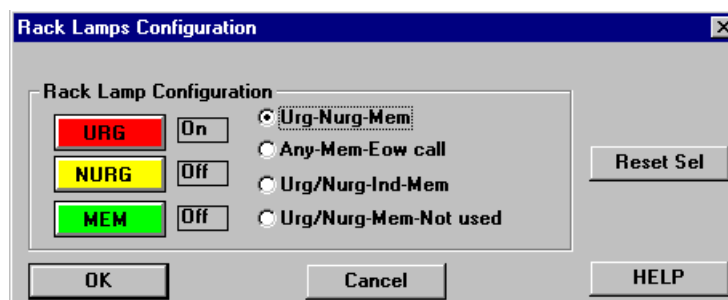 Rack Lamps Configuration
Rack Lamp Configuration
URG On
NURG Off
MEM Off
Urg-Nurg-Mem
Any-Mem-Eow call
Urg/Nurg-Ind-Mem
Urg/Nurg-Mem-Not used
Reset Sel
OK
Cancel
HELP